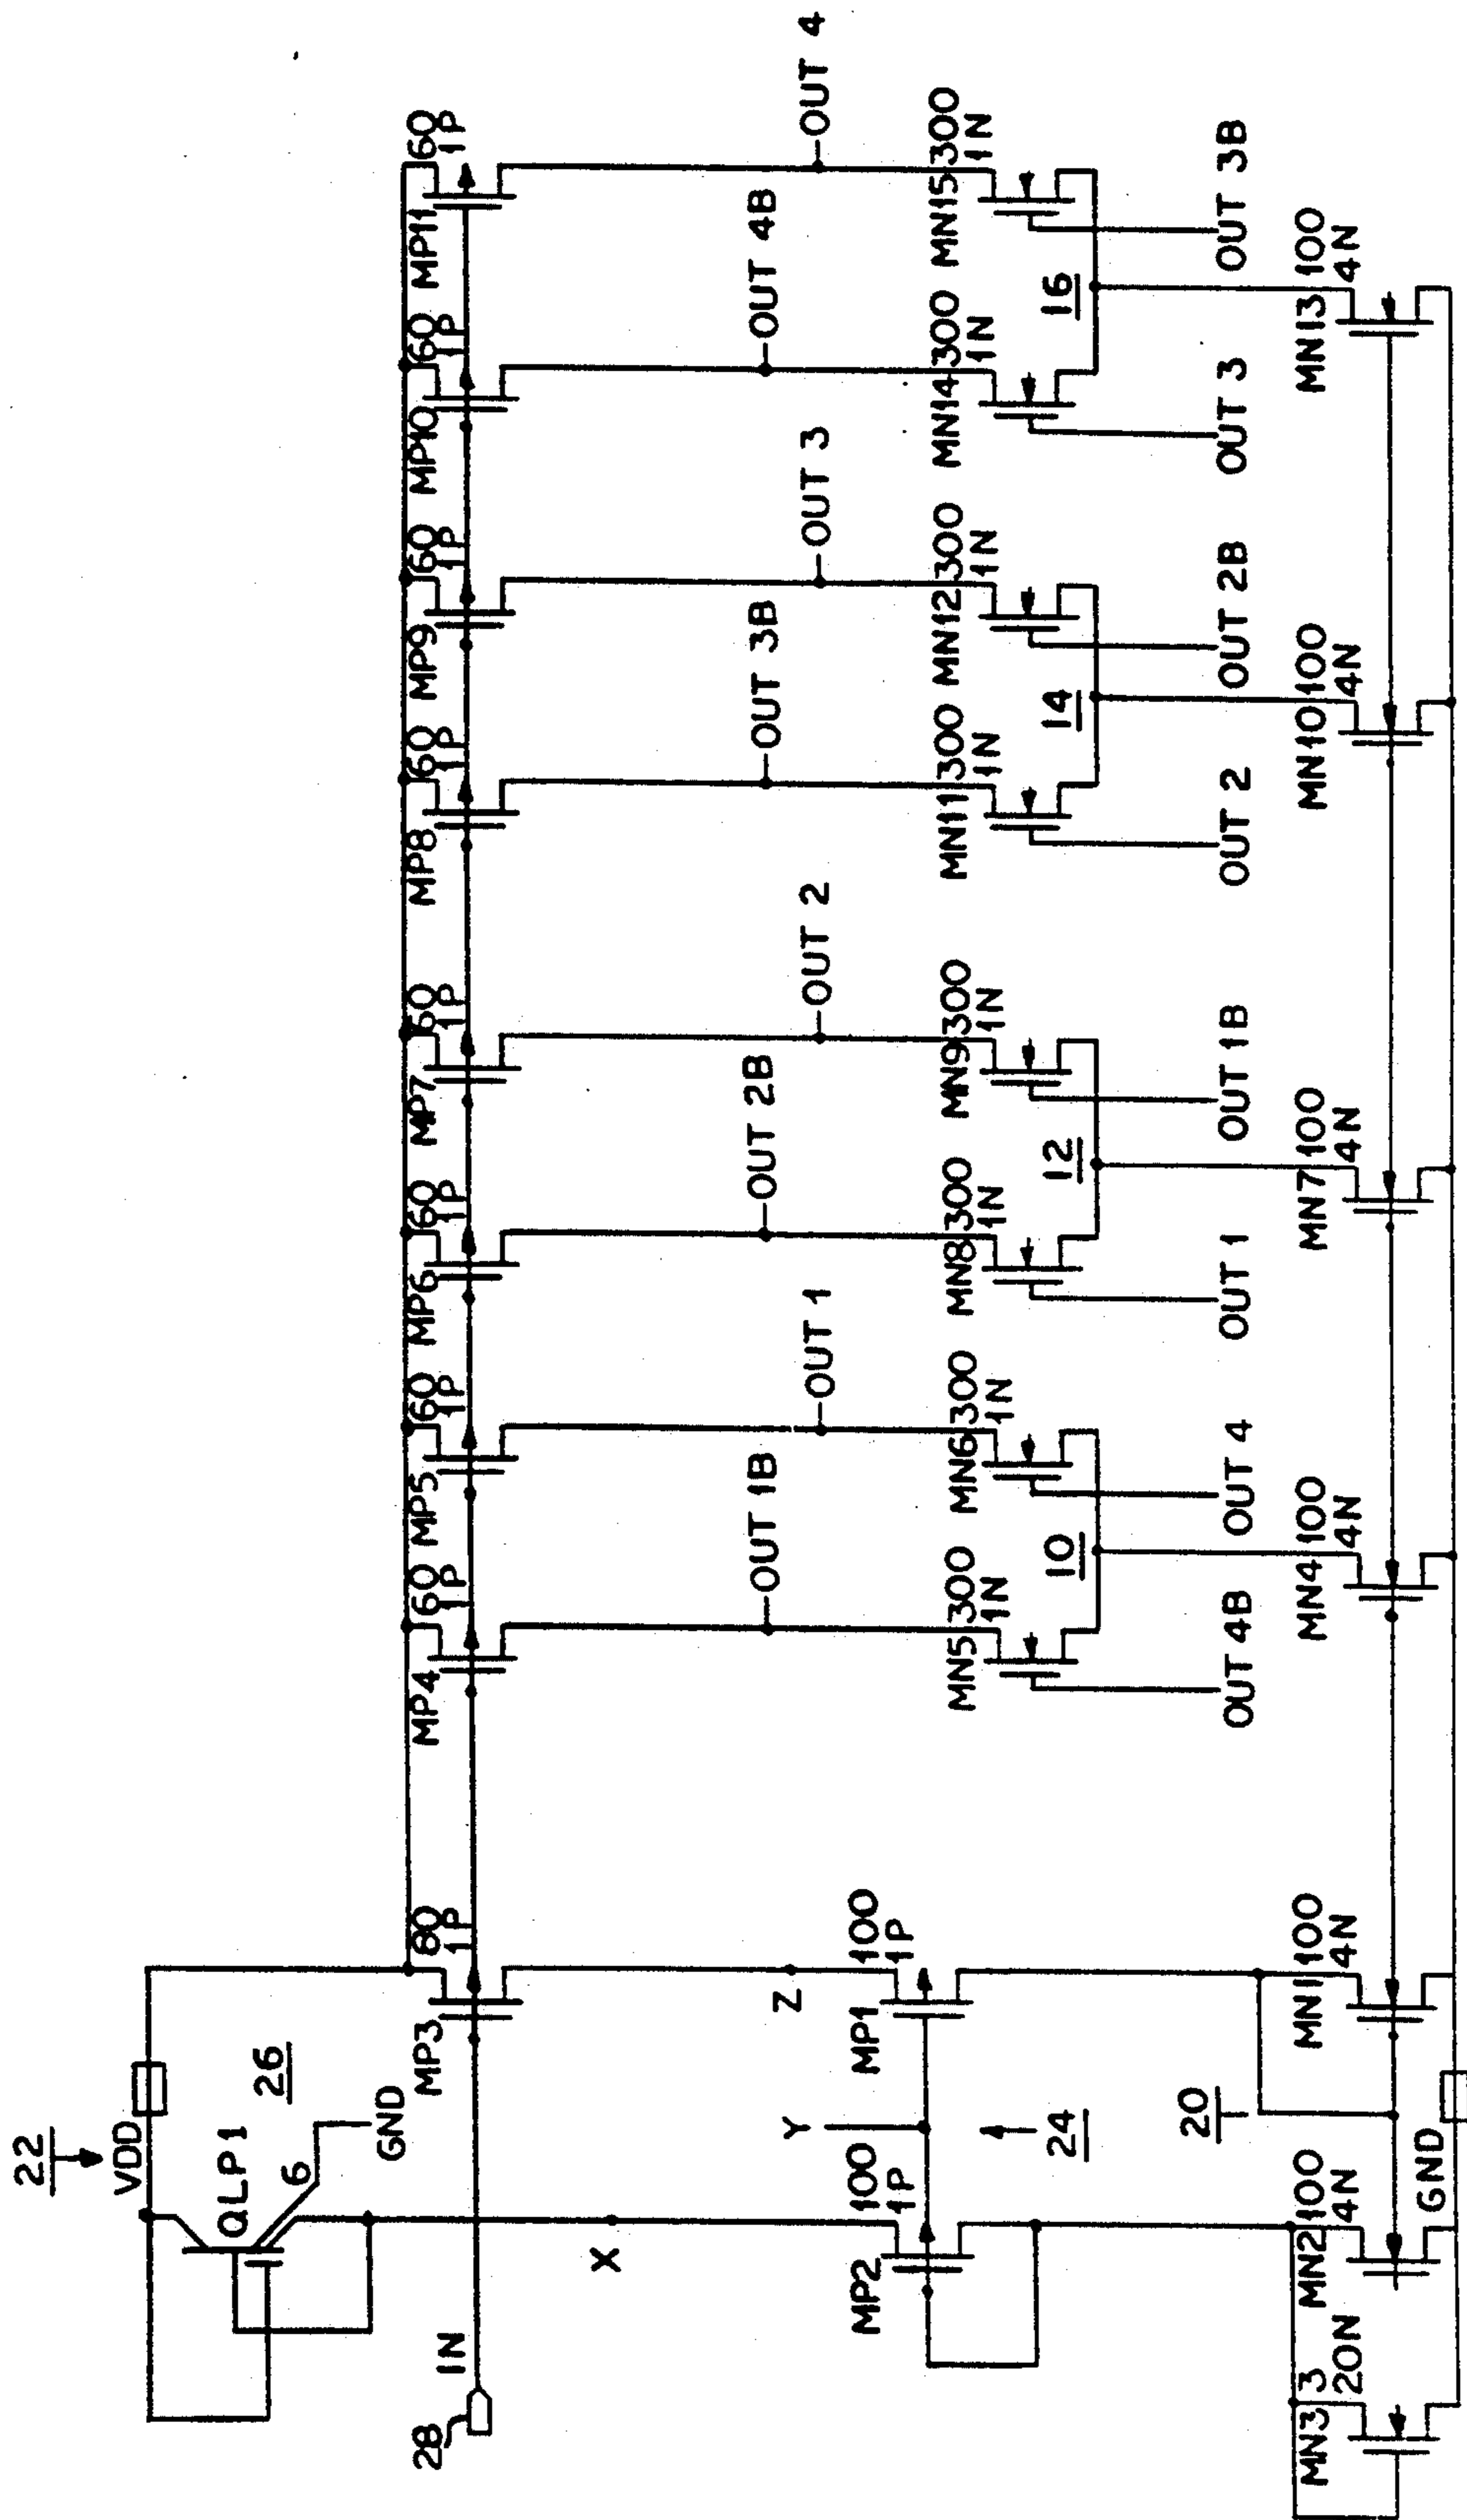 22
VDD
QLP1
6
26
GND
28
IN
X
MP3
80
1P
MP4
60
1P
MP5
60
1P
MP6
60
1P
MP7
60
1P
MP8
60
1P
MP9
60
1P
MP10
60
1P
MP11
60
1P
Z
Y
OUT 1B
OUT 1
OUT 2B
OUT 2
OUT 3B
OUT 3
OUT 4B
OUT 4
MP2
100
1P
MP1
100
1P
24
20
MN5
300
1N
MN6
300
1N
MN8
300
1N
MN9
300
1N
MN11
300
1N
MN12
300
1N
MN14
300
1N
MN15
300
1N
10
12
14
16
OUT 4B
OUT 4
OUT 1
OUT 1B
OUT 2
OUT 2B
OUT 3
OUT 3B
MN3
3
20N
MN2
100
4N
MN1
100
4N
MN4
100
4N
MN7
100
4N
MN10
100
4N
MN13
100
4N
GND